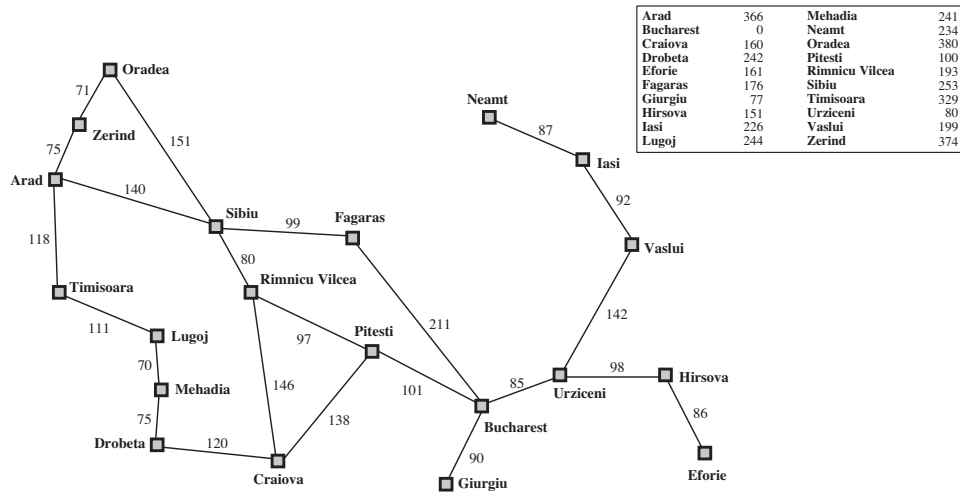 Arad 366 Mehadia 241
Bucharest 0 Neamt 234
Craiova 160 Oradea 380
Drobeta 242 Pitesti 100
Eforie 161 Rimnicu Vilcea 193
Fagaras 176 Sibiu 253
Giurgiu 77 Timisoara 329
Hirsova 151 Urziceni 80
Iasi 226 Vaslui 199
Lugoj 244 Zerind 374
Oradea
71
Neamt
Zerind
87
151
Iasi
75
Arad
140
92
Sibiu
99
Fagaras
118
Vaslui
80
Rimnicu Vilcea
Timisoara
142
111
211
Lugoj
97
Pitesti
70
98
Hirsova
146
101
85
Mehadia
Urziceni
138
86
75
Bucharest
Drobeta
120
90
Craiova
Eforie
Giurgiu